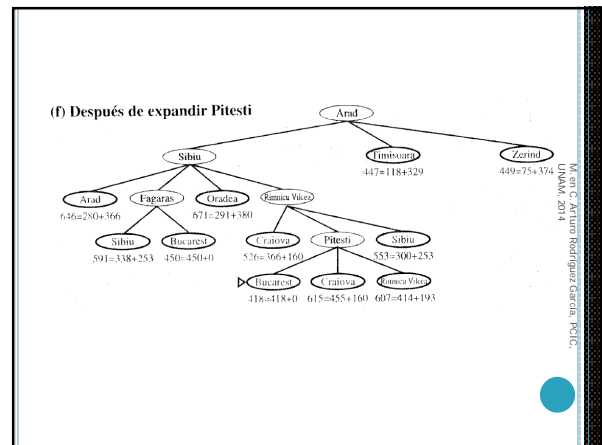 (f) Después de expandir Pitesti
Arad
Sibiu
Timisoara
Zerind
447=118+329
449=75+374
Arad
Fagaras
Oradea
Rimnicu Vilcea
646=280+366
671=291+380
Sibiu
Bucarest
Craiova
Pitesti
Sibiu
591=338+253
450=450+0
526=366+160
553=300+253
Bucarest
Craiova
Rimnicu Vilcea
418=418+0
615=455+160
607=414+193
M. en C. Arturo Rodríguez García, PCIC,
UNAM, 2014